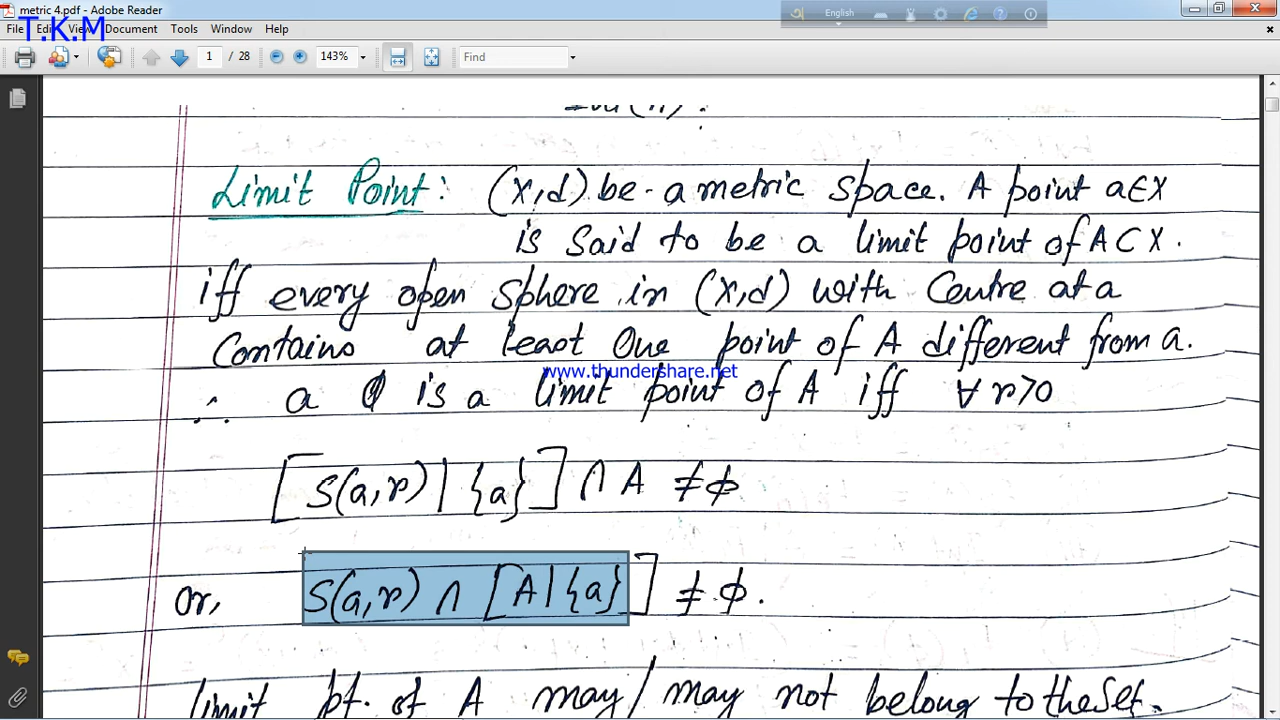 metric 4.pdf - Adobe Reader
English
T.K.M
File Edit View Document Tools Window Help
1 / 28 143% Find
Limit Point: (X,d) be a metric space. A point a∈X
is said to be a limit point of A⊂X.
iff every open sphere in (X,d) with Centre at a
Contains at least One point of A different from a.
www.thundershare.net
∴ a is a limit point of A iff ∀ r>0
[S(a,r) | {a}] ∩ A ≠ φ
or, S(a,r) ∩ [A | {a}] ≠ φ.
limit pt. of A may/may not belong to the Set.